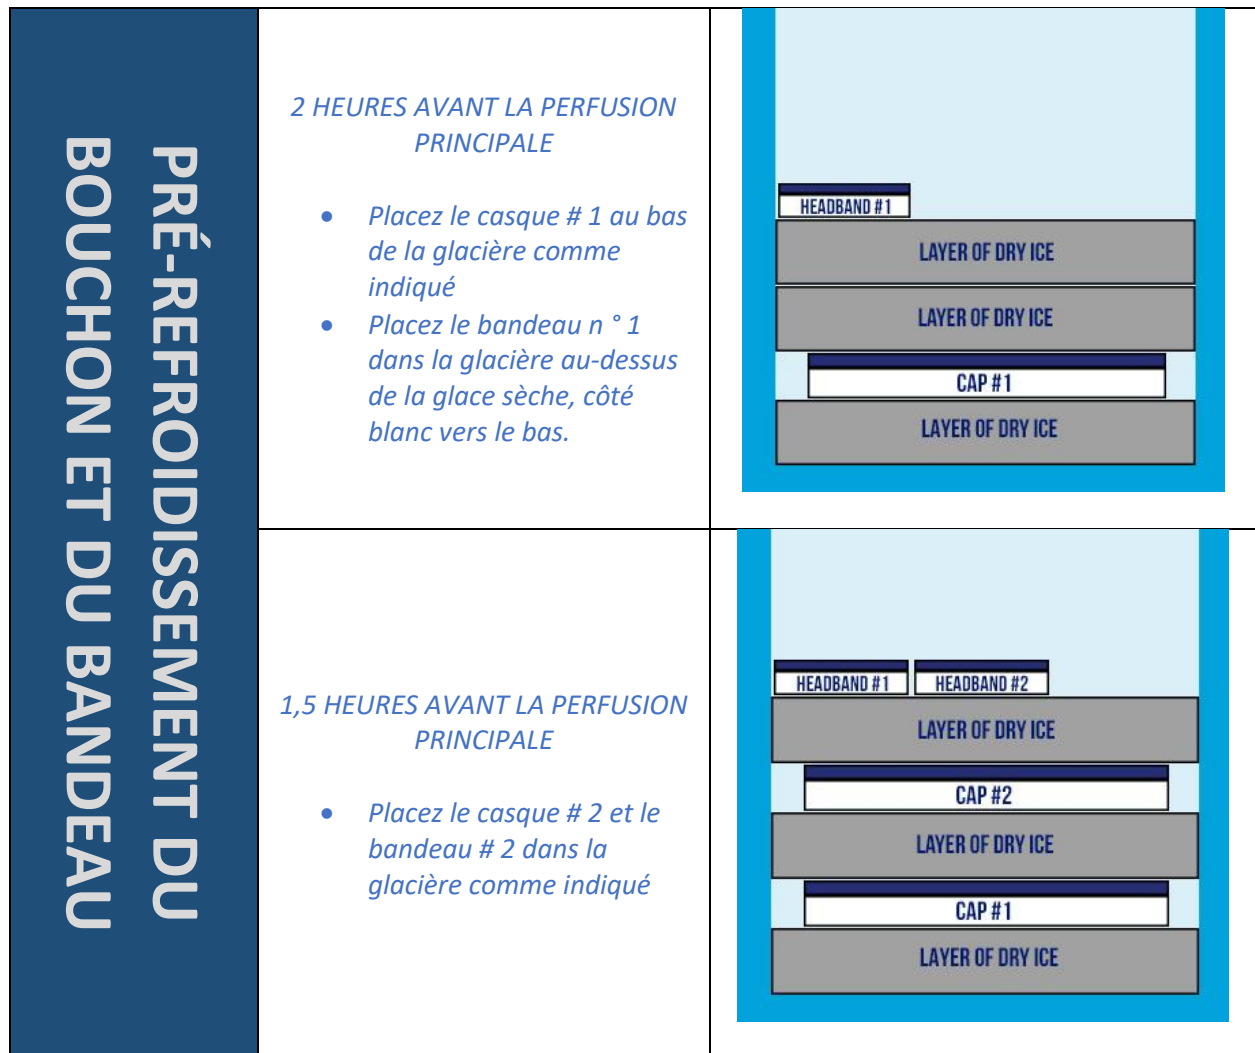 PRÉ-REFROIDISSEMENT DU
BOUCHON ET DU BANDEAU
2 HEURES AVANT LA PERFUSION
PRINCIPALE
• Placez le casque # 1 au bas
de la glacière comme
indiqué
• Placez le bandeau n ° 1
dans la glacière au-dessus
de la glace sèche, côté
blanc vers le bas.
HEADBAND #1
LAYER OF DRY ICE
LAYER OF DRY ICE
CAP #1
LAYER OF DRY ICE
1,5 HEURES AVANT LA PERFUSION
PRINCIPALE
• Placez le casque # 2 et le
bandeau # 2 dans la
glacière comme indiqué
HEADBAND #1 HEADBAND #2
LAYER OF DRY ICE
CAP #2
LAYER OF DRY ICE
CAP #1
LAYER OF DRY ICE